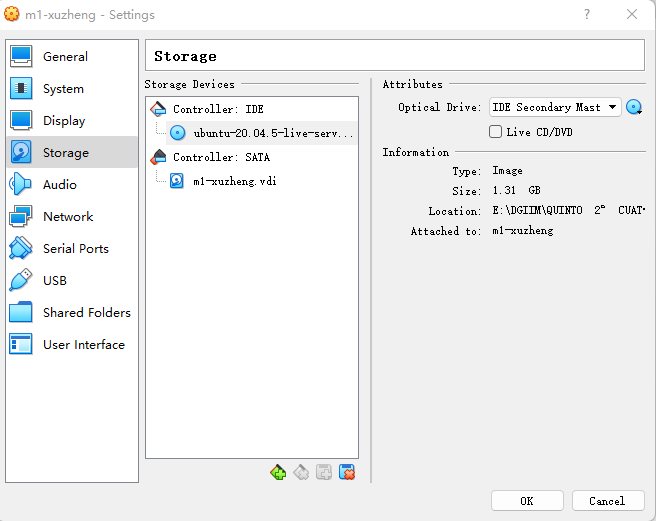 m1-xuzheng - Settings
?
General
System
Display
Storage
Audio
Network
Serial Ports
USB
Shared Folders
User Interface
Storage
Storage Devices
Controller: IDE
ubuntu-20.04.5-live-serv...
Controller: SATA
m1-xuzheng.vdi
Attributes
Optical Drive: IDE Secondary Mast
Live CD/DVD
Information
Type: Image
Size: 1.31 GB
Location: E:\DGIIM\QUINTO 2º CUAT
Attached to: m1-xuzheng
OK Cancel